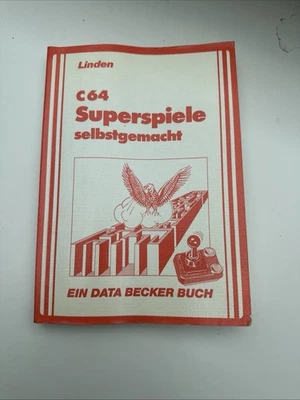 Linden
C64
Superspiele
selbstgemacht
EIN DATA BECKER BUCH